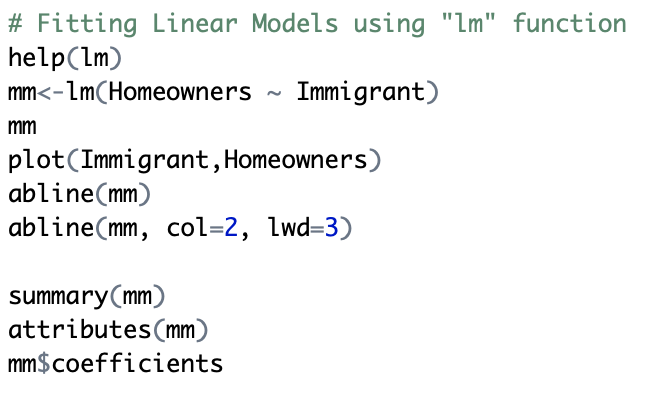 # Fitting Linear Models using "lm" function
help(lm)
mm<-lm(Homeowners ~ Immigrant)
mm
plot(Immigrant,Homeowners)
abline(mm)
abline(mm, col=2, lwd=3)
summary(mm)
attributes(mm)
mm$coefficients